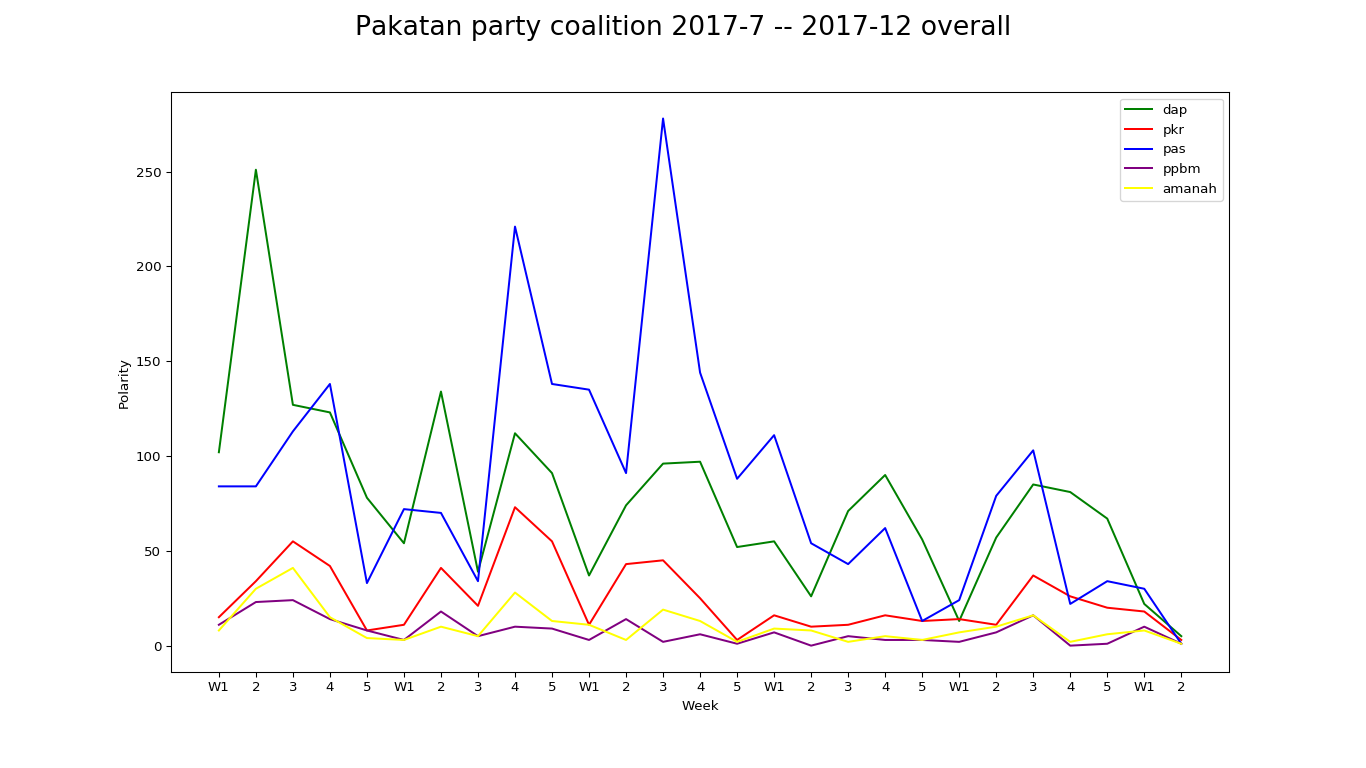 Pakatan party coalition 2017-7 -- 2017-12 overall
dap
pkr
pas
ppbm
amanah
250
200
150
100
50
0
Polarity
W1 2 3 4 5 W1 2 3 4 5 W1 2 3 4 5 W1 2 3 4 5 W1 2 3 4 5 W1 2
Week